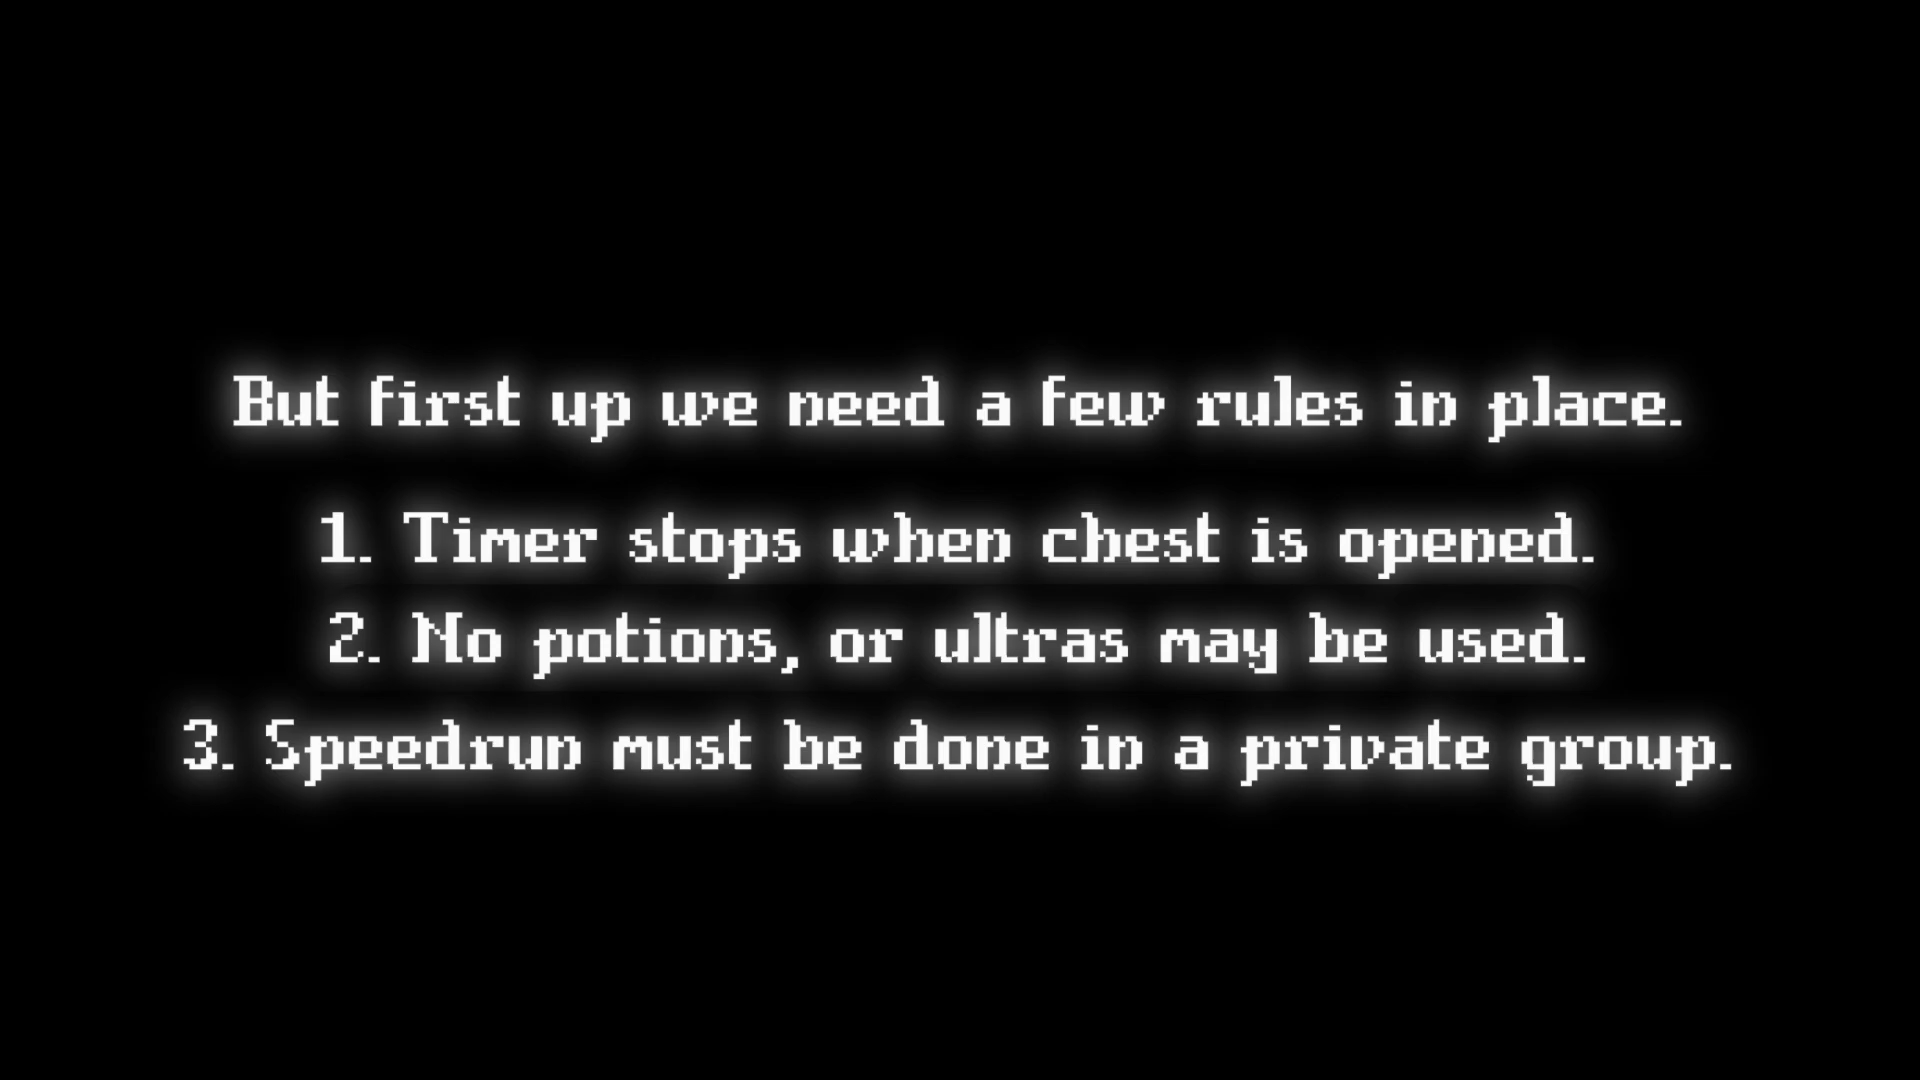 But first up we need a few rules in place.
1. Timer stops when chest is opened.
2. No potions, or ultras may be used.
3. Speedrun must be done in a private group.